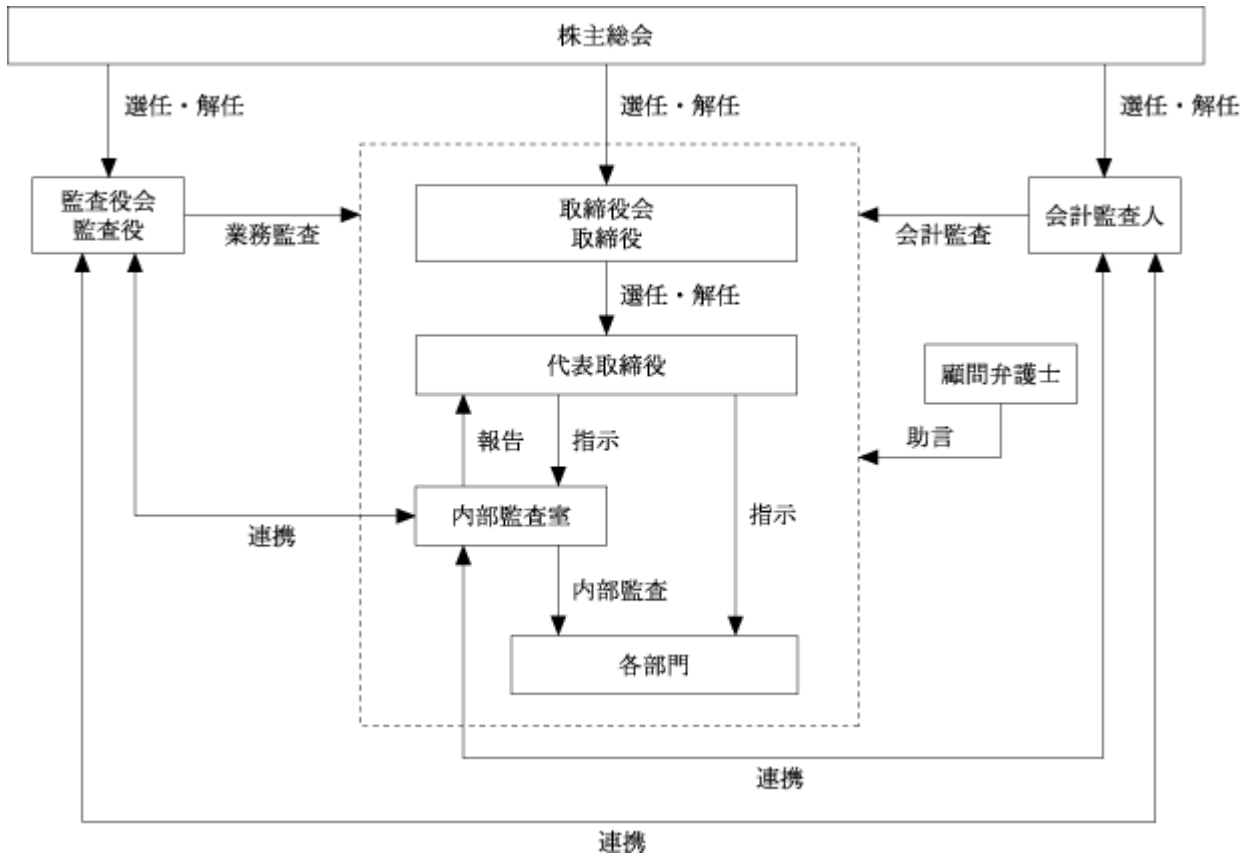 株主総会
選任・解任
選任・解任
選任・解任
監査役会
監査役
業務監査
取締役会
取締役
会計監査
会計監査人
選任・解任
代表取締役
顧問弁護士
報告
指示
助言
内部監査室
連携
指示
内部監査
各部門
連携
連携